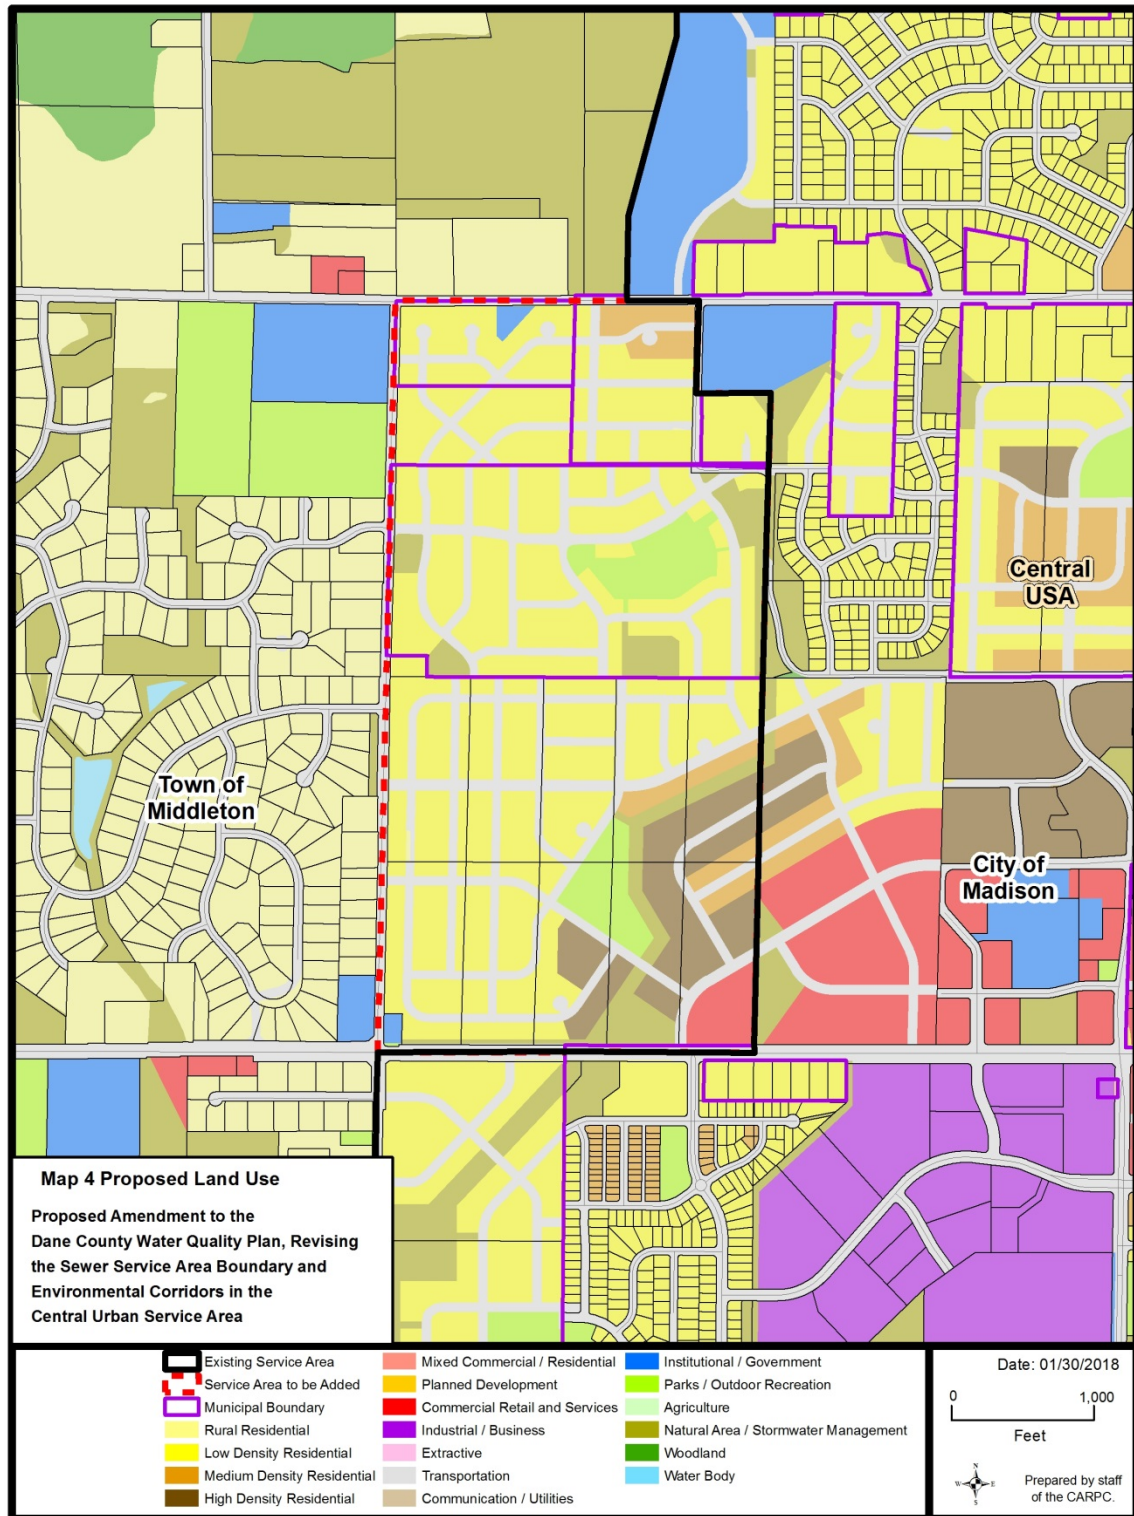 Central
USA
Town of
Middleton
City of
Madison
Map 4 Proposed Land Use
Proposed Amendment to the
Dane County Water Quality Plan, Revising
the Sewer Service Area Boundary and
Environmental Corridors in the
Central Urban Service Area
Existing Service Area
Service Area to be Added
Municipal Boundary
Rural Residential
Low Density Residential
Medium Density Residential
High Density Residential
Mixed Commercial / Residential
Planned Development
Commercial Retail and Services
Industrial / Business
Extractive
Transportation
Communication / Utilities
Institutional / Government
Parks / Outdoor Recreation
Agriculture
Natural Area / Stormwater Management
Woodland
Water Body
Date: 01/30/2018
0 1,000
Feet
N
W E
S
Prepared by staff
of the CARPC.